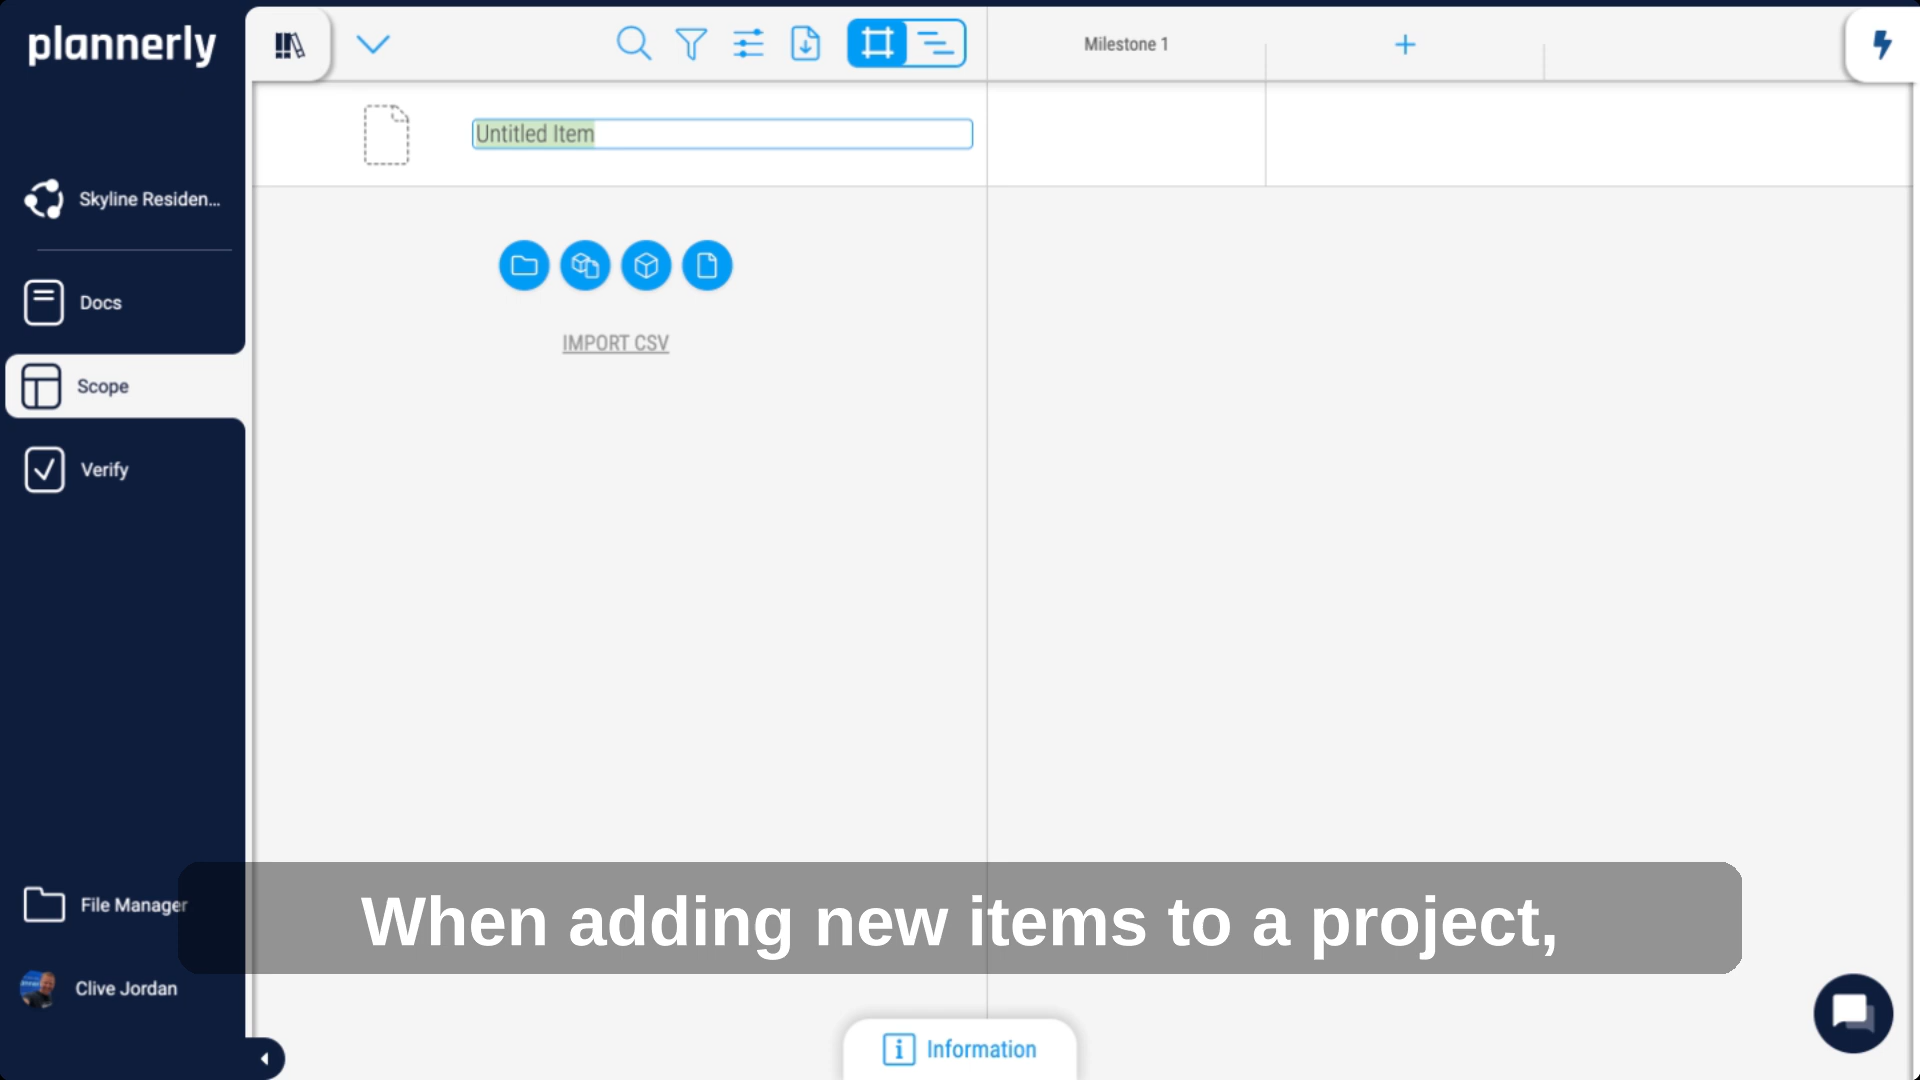 plannerly
Milestone 1
Untitled Item
Skyline Residen...
Docs
IMPORT CSV
Scope
Verify
File Manager
When adding new items to a project,
Clive Jordan
Information